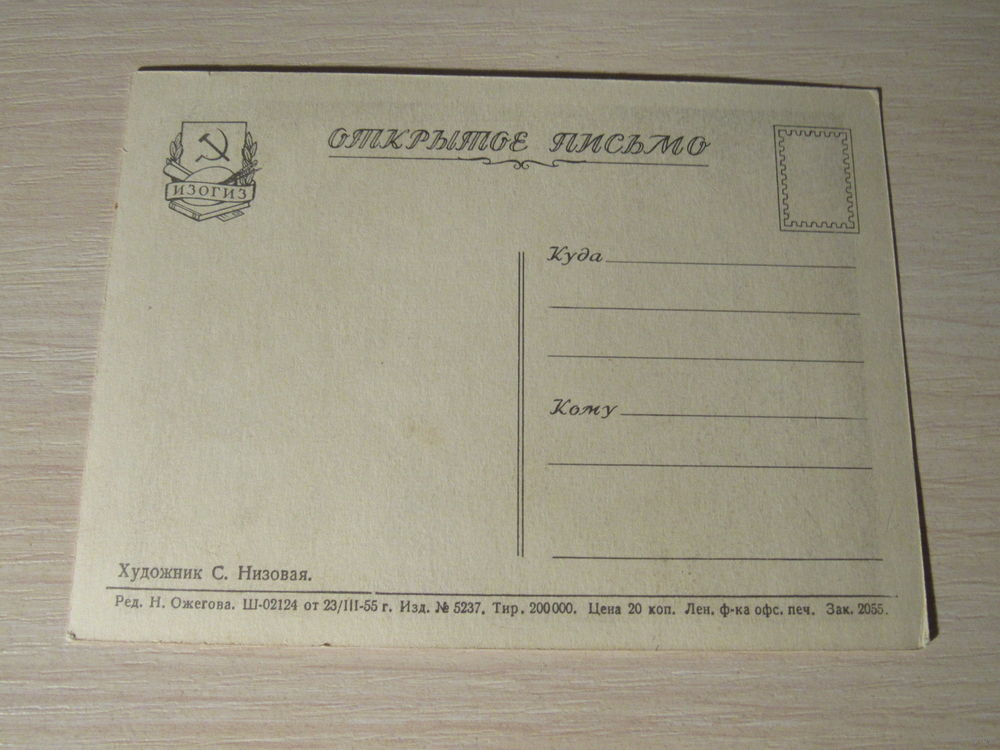 ИЗОГИЗ
ОТКРЫТОЕ ПИСЬМО
Куда
Кому
Художник С. Низовая.
Ред. Н. Ожегова. Ш-02124 от 23/III-55 г. Изд. № 5237. Тир. 200000. Цена 20 коп. Лен. ф-ка офс. печ. Зак. 2055.